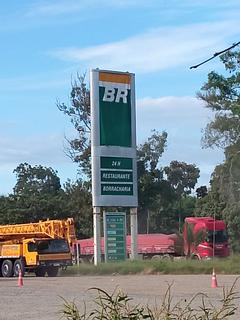 BR
24 H
RESTAURANTE
BORRACHARIA